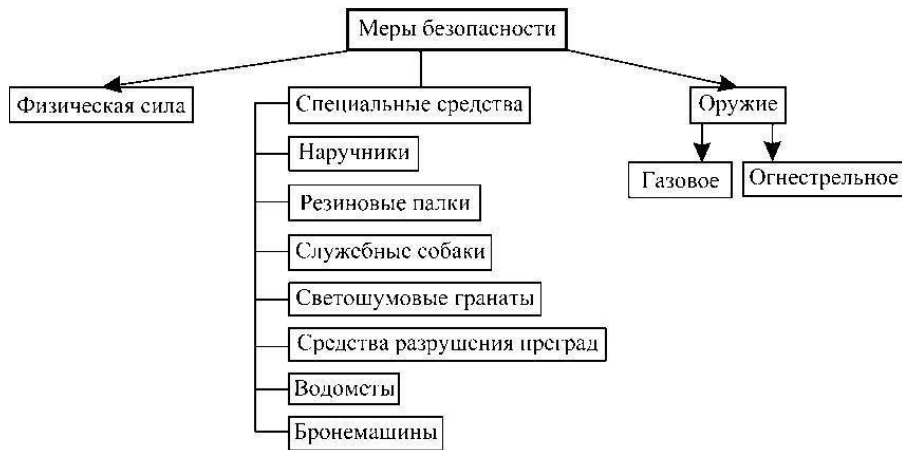 Меры безопасности
Физическая сила
Специальные средства
Оружие
Наручники
Газовое
Огнестрельное
Резиновые палки
Служебные собаки
Светошумовые гранаты
Средства разрушения преград
Водометы
Бронемашины